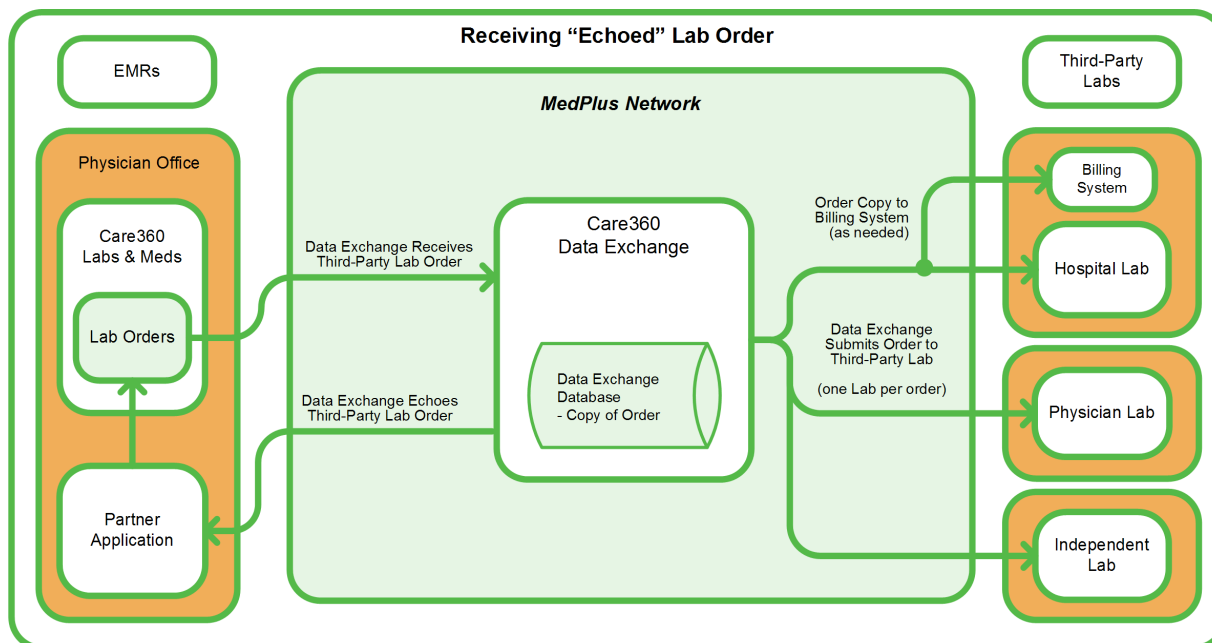 Receiving “Echoed” Lab Order
EMRs
Third-Party
Labs
MedPlus Network
Physician Office
Care360
Labs & Meds
Lab Orders
Partner
Application
Data Exchange Receives
Third-Party Lab Order
Data Exchange Echoes
Third-Party Lab Order
Care360
Data Exchange
Data Exchange
Database
- Copy of Order
Order Copy to
Billing System
(as needed)
Data Exchange
Submits Order to
Third-Party Lab
(one Lab per order)
Billing
System
Hospital Lab
Physician Lab
Independent
Lab